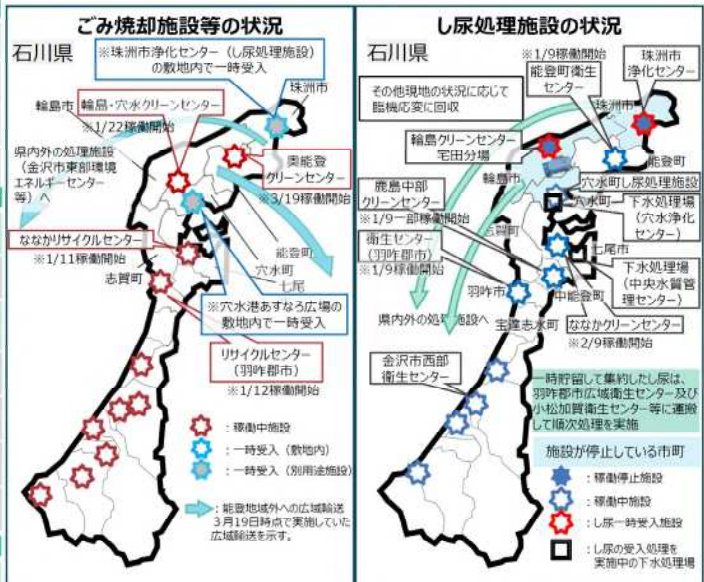 ごみ焼却施設等の状況
石川県
※珠洲市浄化センター（し尿処理施設）
の敷地内で一時受入
珠洲市
輪島市
輪島・穴水クリーンセンター
※1/22稼働開始
県内外の処理施設
（金沢市東部環境
エネルギーセンター
等）へ
奥能登
クリーンセンター
※3/19稼働開始
ななかリサイクルセンター
※1/11稼働開始
志賀町
能登町
穴水町
七尾
※穴水港あすなろ広場の
敷地内で一時受入
リサイクルセンター
（羽咋郡市）
※1/12稼働開始
：稼働中施設
：一時受入（敷地内）
：一時受入（別用途施設）
：能登地域外への広域輸送
３月19日時点で実施していた
広域輸送を示す。
し尿処理施設の状況
石川県
※1/9稼働開始
能登町衛生
センター
珠洲市
浄化センター
その他現地の状況に応じて
臨機応変に回収
珠洲市
輪島クリーンセンター
宅田分場
輪島市
能登町
穴水町し尿処理施設
鹿島中部
クリーンセンター
※1/9一部稼働開始
穴水町
下水処理場
（穴水浄化
センター）
志賀町
衛生センター
（羽咋郡市）
※1/9稼働開始
七尾市
下水処理場
（中央水質管
理センター）
羽咋市
中能登町
宝達志水町
ななかクリーンセンター
※2/9稼働開始
県内外の処理施設へ
金沢市西部
衛生センター
一時貯留して集約したし尿は、
羽咋郡市広域衛生センター及び
小松加賀衛生センター等に運搬
して順次処理を実施
施設が停止している市町
：稼働停止施設
：稼働中施設
：し尿一時受入施設
：し尿の受入処理を
実施中の下水処理場